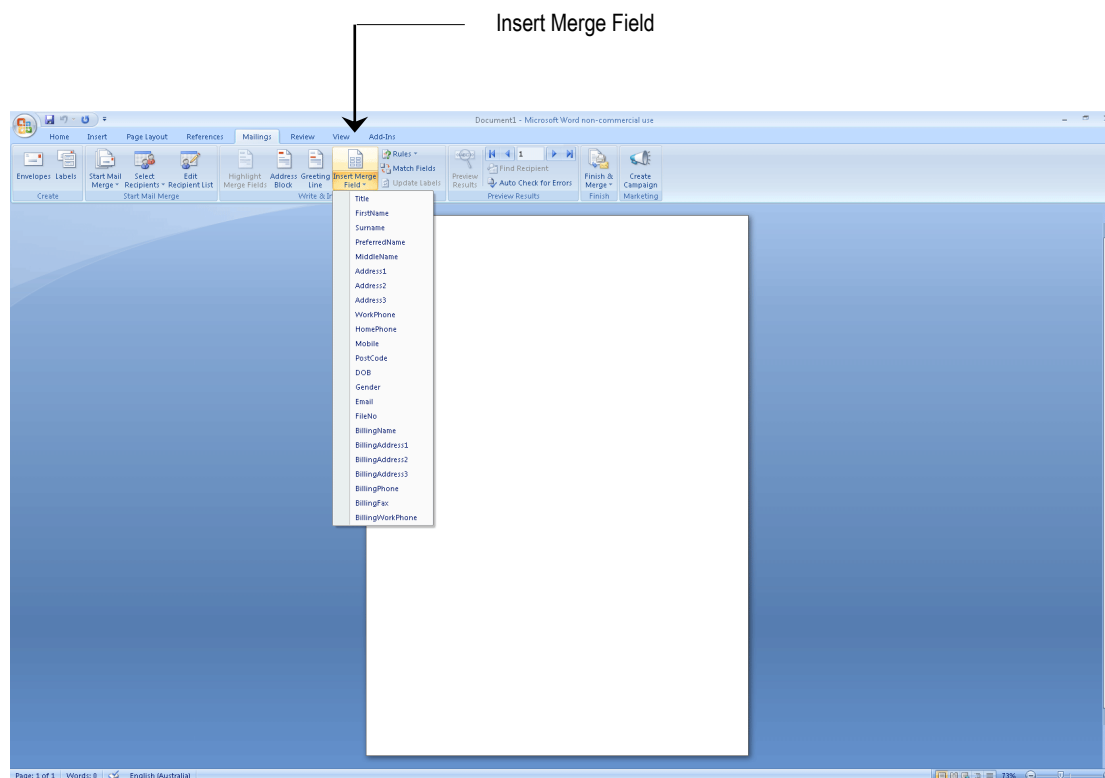 Insert Merge Field
Document1 - Microsoft Word non-commercial use
Home Insert Page Layout References Mailings Review View Add-Ins
Envelopes Labels
Create
Start Mail Merge Select Recipients Edit Recipient List
Start Mail Merge
Highlight Merge Fields Address Block Greeting Line Insert Merge Field
Rules
Match Fields
Update Labels
Write & I
Preview Results
1
Find Recipient
Auto Check for Errors
Preview Results
Finish & Merge
Finish
Create Campaign
Marketing
Title
FirstName
Surname
PreferredName
MiddleName
Address1
Address2
Address3
WorkPhone
HomePhone
Mobile
PostCode
DOB
Gender
Email
FileNo
BillingName
BillingAddress1
BillingAddress2
BillingAddress3
BillingPhone
BillingFax
BillingWorkPhone
Page: 1 of 1 Words: 0 English (Australia) 73%